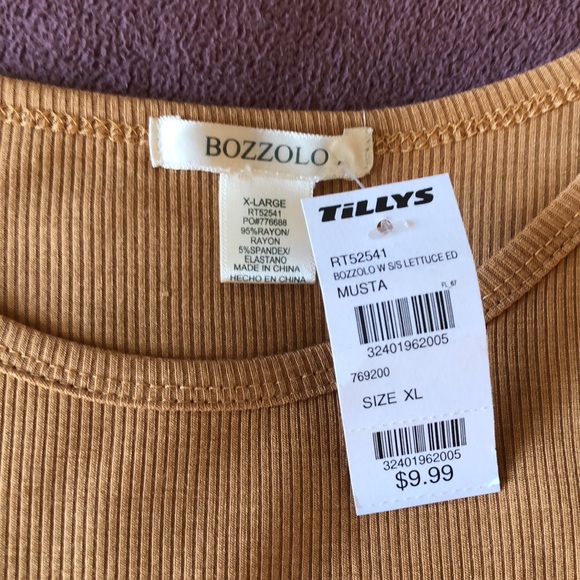 BOZZOLO
X-LARGE
RT52541
PO#776688
95%RAYON/
RAYON
5%SPANDEX/
ELASTANO
MADE IN CHINA
HECHO EN CHINA
TiLLYS
RT52541
BOZZOLO W S/S LETTUCE ED
MUSTA
FL_67
32401962005
769200
SIZE XL
32401962005
$9.99